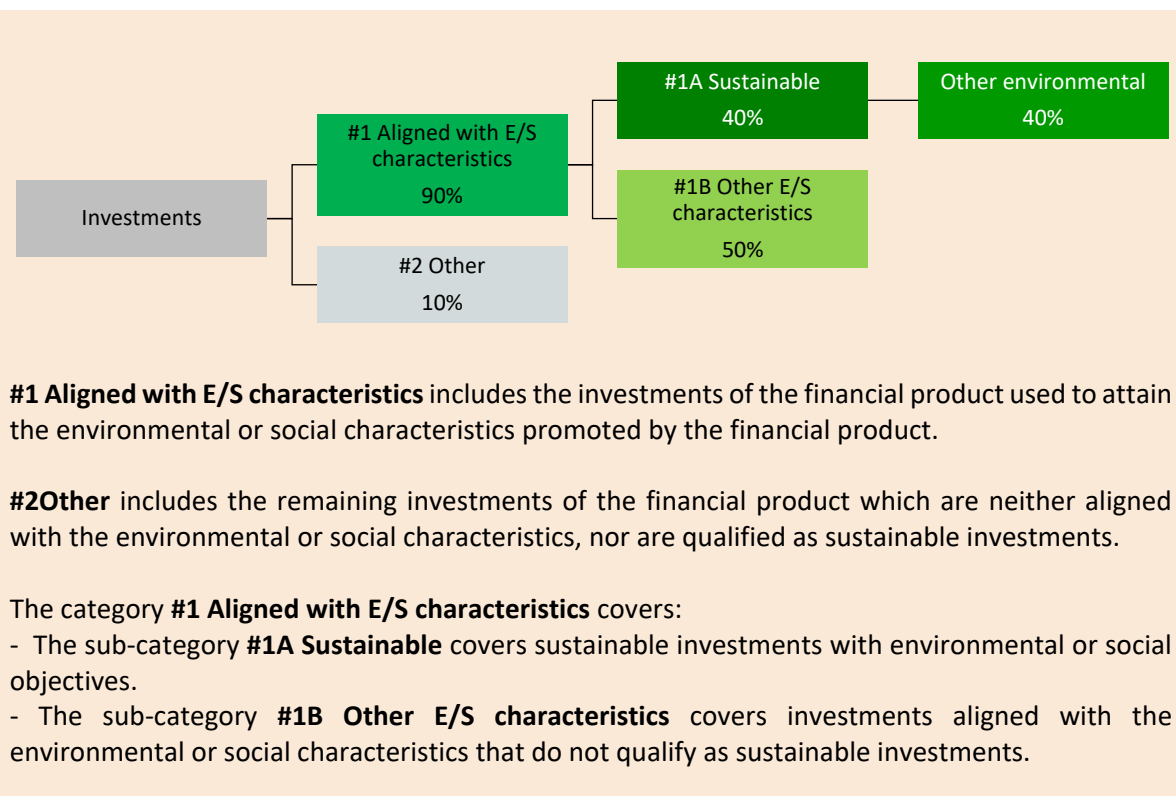 #1A Sustainable
40%
Other environmental
40%
#1 Aligned with E/S
characteristics
90%
#1B Other E/S
characteristics
50%
Investments
#2 Other
10%
#1 Aligned with E/S characteristics includes the investments of the financial product used to attain
the environmental or social characteristics promoted by the financial product.
#2Other includes the remaining investments of the financial product which are neither aligned
with the environmental or social characteristics, nor are qualified as sustainable investments.
The category #1 Aligned with E/S characteristics covers:
- The sub-category #1A Sustainable covers sustainable investments with environmental or social
objectives.
- The sub-category #1B Other E/S characteristics covers investments aligned with the
environmental or social characteristics that do not qualify as sustainable investments.